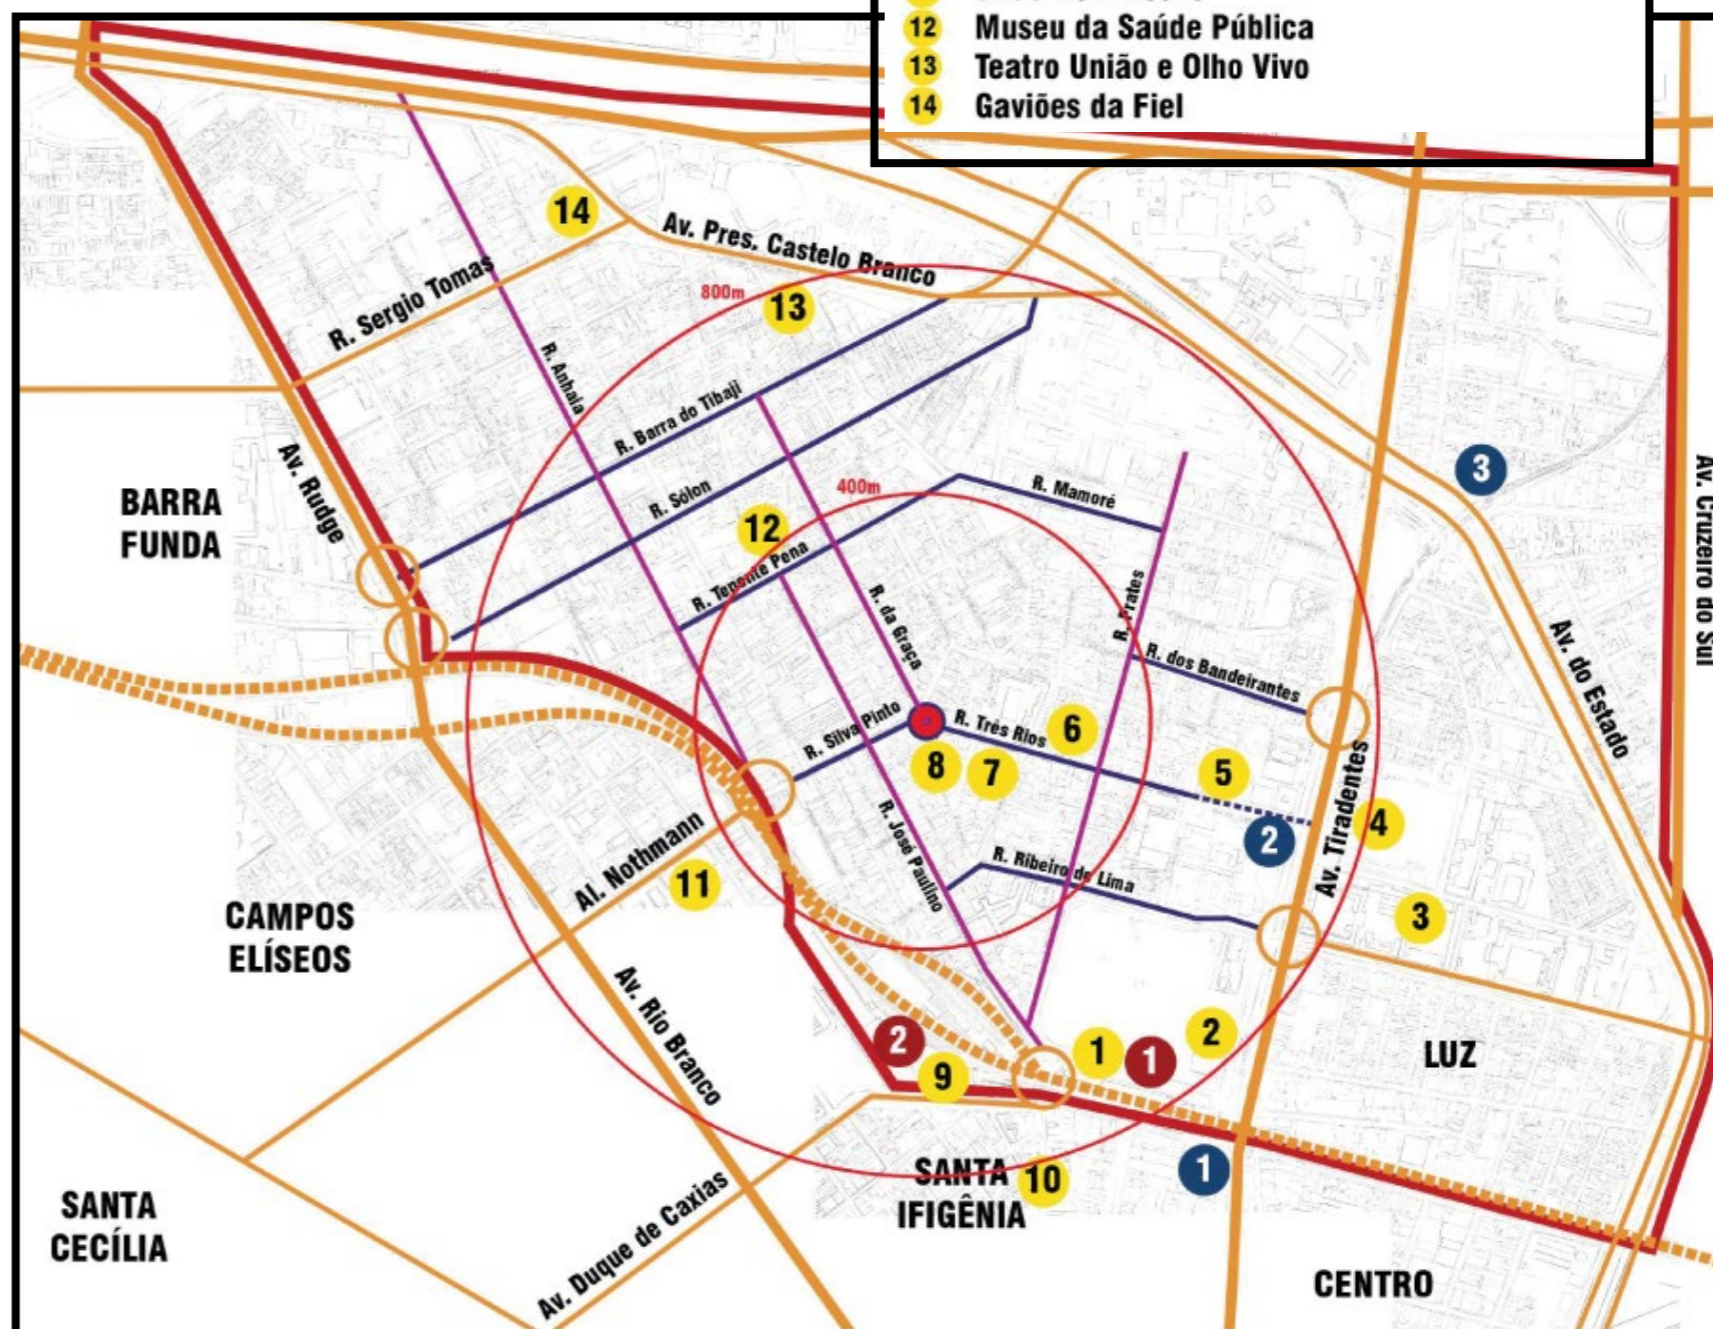 12 Museu da Saúde Pública
13 Teatro União e Olho Vivo
14 Gaviões da Fiel
14
Av. Pres. Castelo Branco
R. Sergio Tomas
800m
13
R. Anhaia
R. Barra do Tibaji
Av. Rudge
BARRA
FUNDA
R. Sólon
400m
12
R. Mamoré
3
Av. Cruzeiro do Sul
R. Tenente Pena
R. da Graça
R. Prates
R. dos Bandeirantes
Av. do Estado
R. Silva Pinto
R. Três Rios
6
8
7
5
4
2
Av. Tiradentes
R. José Paulino
R. Ribeiro de Lima
Al. Nothmann
11
3
CAMPOS
ELÍSEOS
Av. Rio Branco
2
9
1
1
2
LUZ
1
SANTA
IFIGÊNIA
10
SANTA
CECÍLIA
Av. Duque de Caxias
CENTRO